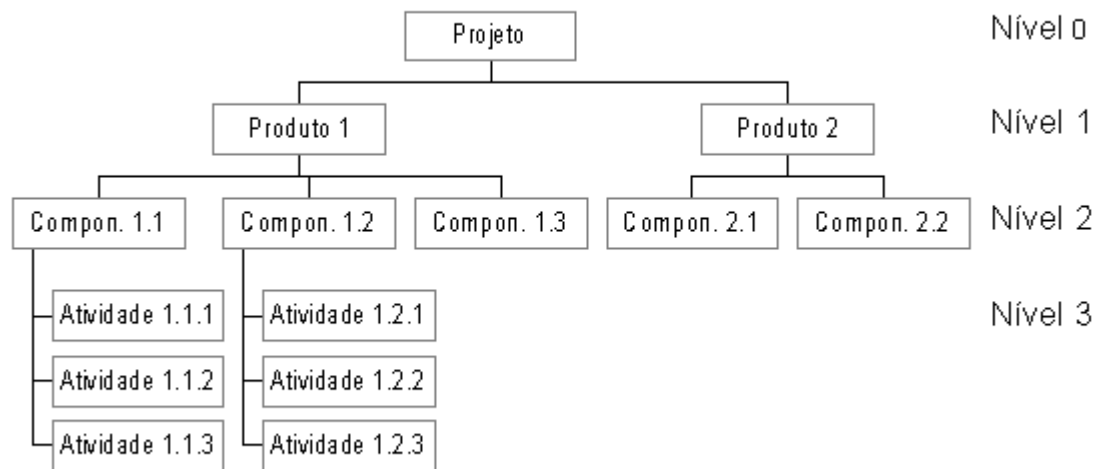 Projeto
Nível 0
Produto 1
Produto 2
Nível 1
Compon. 1.1
Compon. 1.2
Compon. 1.3
Compon. 2.1
Compon. 2.2
Nível 2
Atividade 1.1.1
Atividade 1.2.1
Nível 3
Atividade 1.1.2
Atividade 1.2.2
Atividade 1.1.3
Atividade 1.2.3